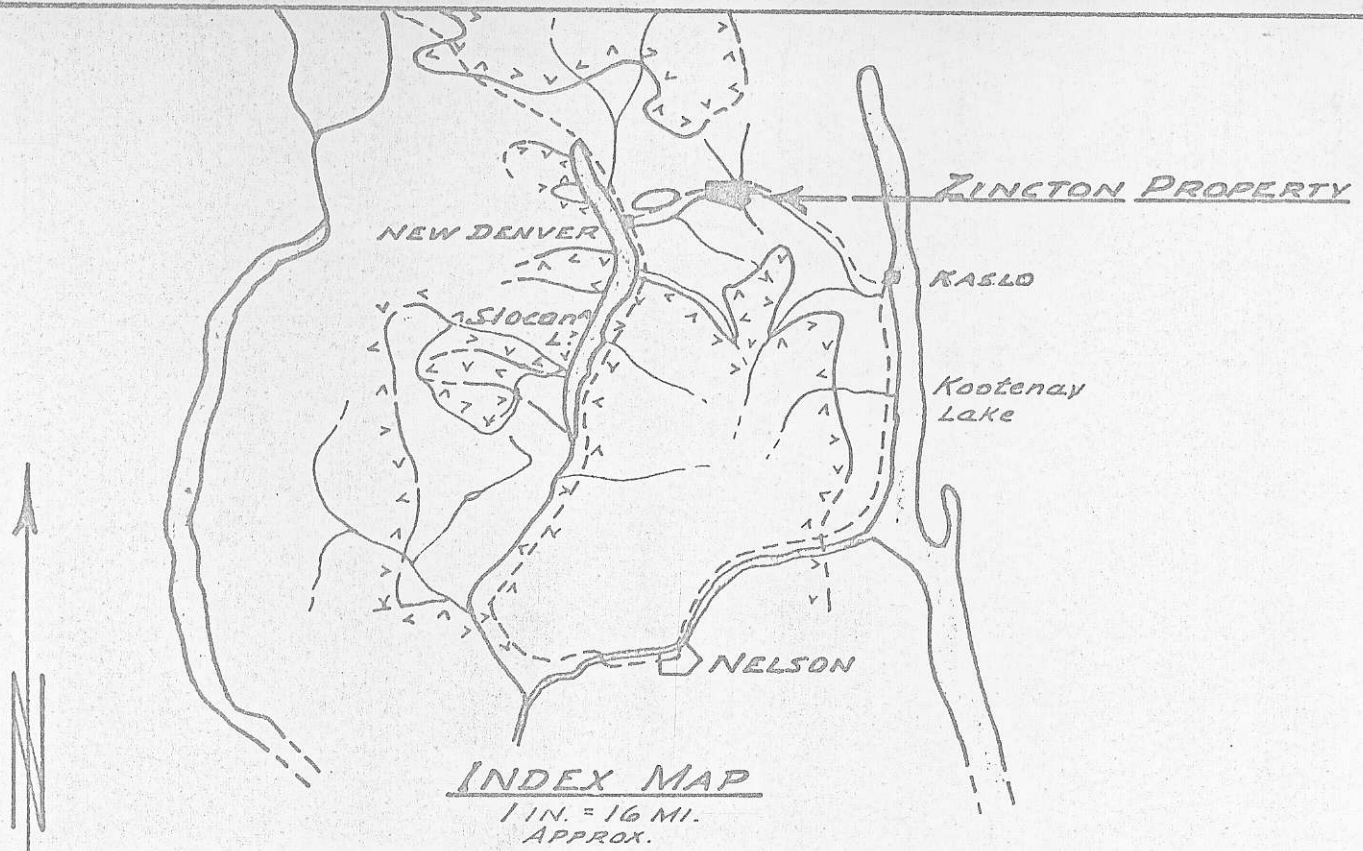 ZINCTON PROPERTY
NEW DENVER
KASLO
Slocan
L.
Kootenay
Lake
NELSON
N
INDEX MAP
1 IN. = 16 MI.
APPROX.